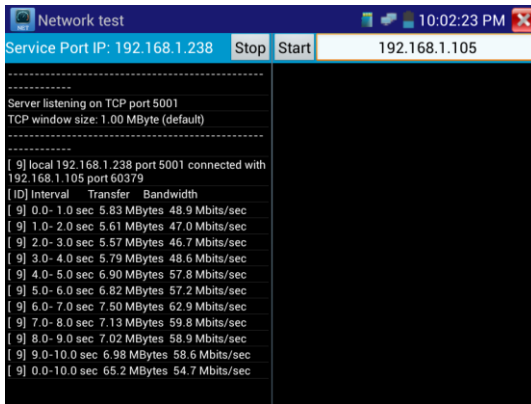 Network test
10:02:23 PM
Service Port IP: 192.168.1.238 Stop Start 192.168.1.105
------------------------------------------------
------------
Server listening on TCP port 5001
TCP window size: 1.00 MByte (default)
------------------------------------------------
------------
[ 9] local 192.168.1.238 port 5001 connected with
192.168.1.105 port 60379
[ ID] Interval Transfer Bandwidth
[ 9] 0.0- 1.0 sec 5.83 MBytes 48.9 Mbits/sec
[ 9] 1.0- 2.0 sec 5.61 MBytes 47.0 Mbits/sec
[ 9] 2.0- 3.0 sec 5.57 MBytes 46.7 Mbits/sec
[ 9] 3.0- 4.0 sec 5.79 MBytes 48.6 Mbits/sec
[ 9] 4.0- 5.0 sec 6.90 MBytes 57.8 Mbits/sec
[ 9] 5.0- 6.0 sec 6.82 MBytes 57.2 Mbits/sec
[ 9] 6.0- 7.0 sec 7.50 MBytes 62.9 Mbits/sec
[ 9] 7.0- 8.0 sec 7.13 MBytes 59.8 Mbits/sec
[ 9] 8.0- 9.0 sec 7.02 MBytes 58.9 Mbits/sec
[ 9] 9.0-10.0 sec 6.98 MBytes 58.6 Mbits/sec
[ 9] 0.0-10.0 sec 65.2 MBytes 54.7 Mbits/sec